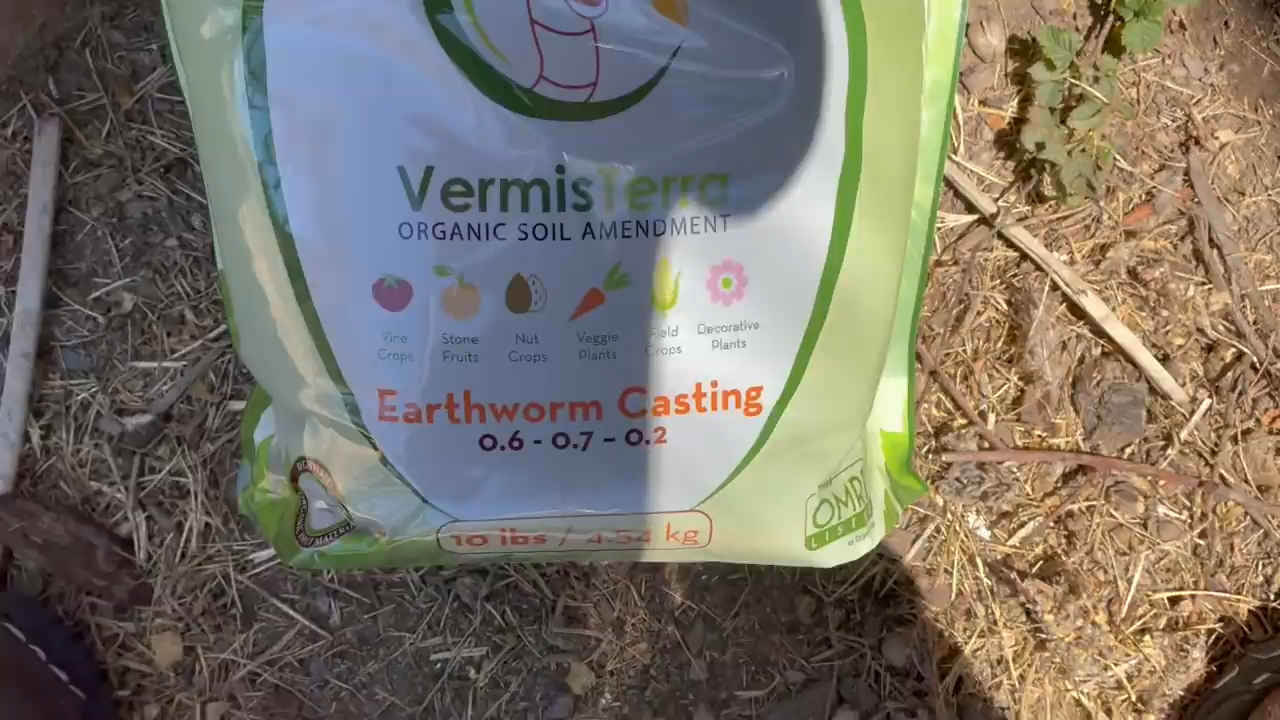 VermisTerra
ORGANIC SOIL AMENDMENT
Vine Crops
Stone Fruits
Nut Crops
Veggie Plants
Field Crops
Decorative Plants
Earthworm Casting
0.6 - 0.7 - 0.2
10 lbs / 4.54 kg
OMRI
LISTED